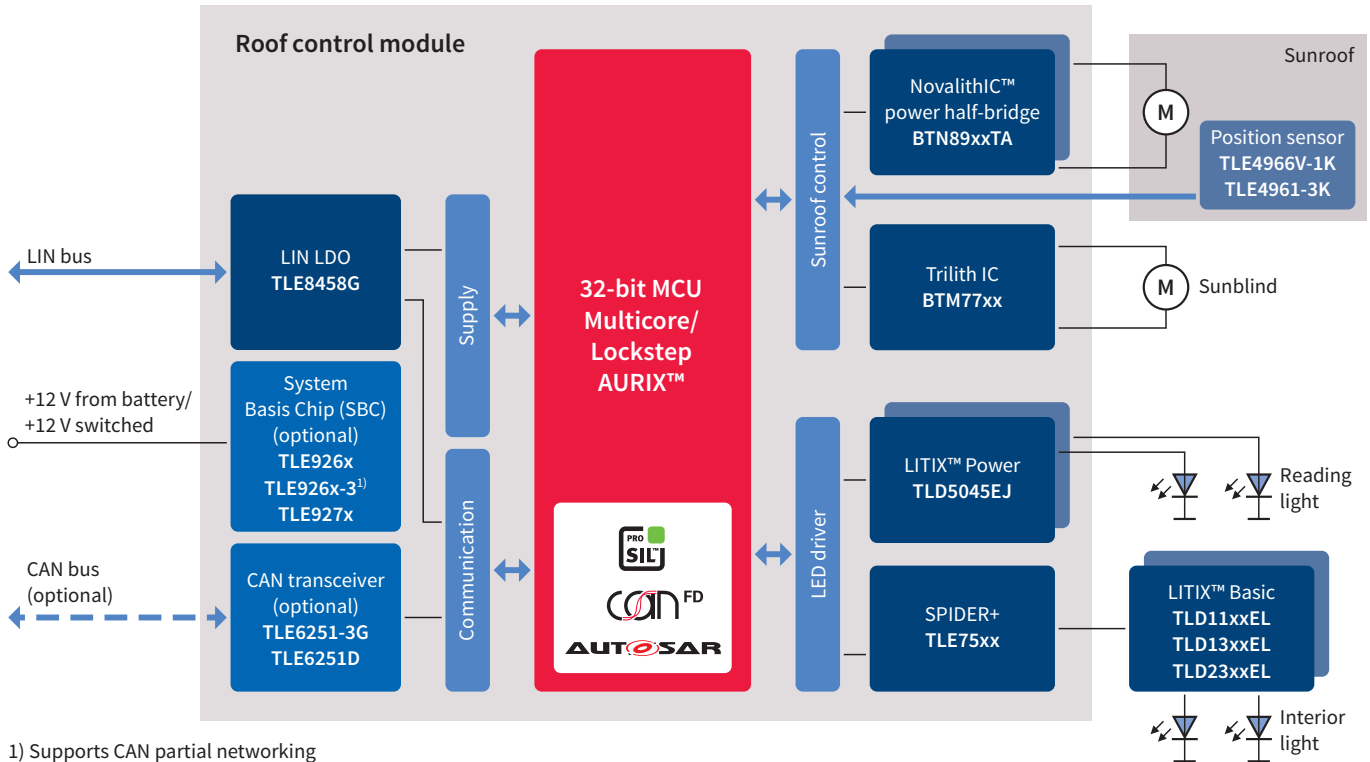 Roof control module
LIN bus
+12 V from battery/
+12 V switched
CAN bus
(optional)
LIN LDO
TLE8458G
System
Basis Chip (SBC)
(optional)
TLE926x
TLE926x-3¹⁾
TLE927x
CAN transceiver
(optional)
TLE6251-3G
TLE6251D
Supply
Communication
32-bit MCU
Multicore/
Lockstep
AURIX™
PRO
SIL™
CAN FD
AUTOSAR
Sunroof control
LED driver
NovalithIC™
power half-bridge
BTN89xxTA
Trilith IC
BTM77xx
LITIX™ Power
TLD5045EJ
SPIDER+
TLE75xx
Sunroof
M
Position sensor
TLE4966V-1K
TLE4961-3K
M
Sunblind
Reading
light
LITIX™ Basic
TLD11xxEL
TLD13xxEL
TLD23xxEL
Interior
light
1) Supports CAN partial networking